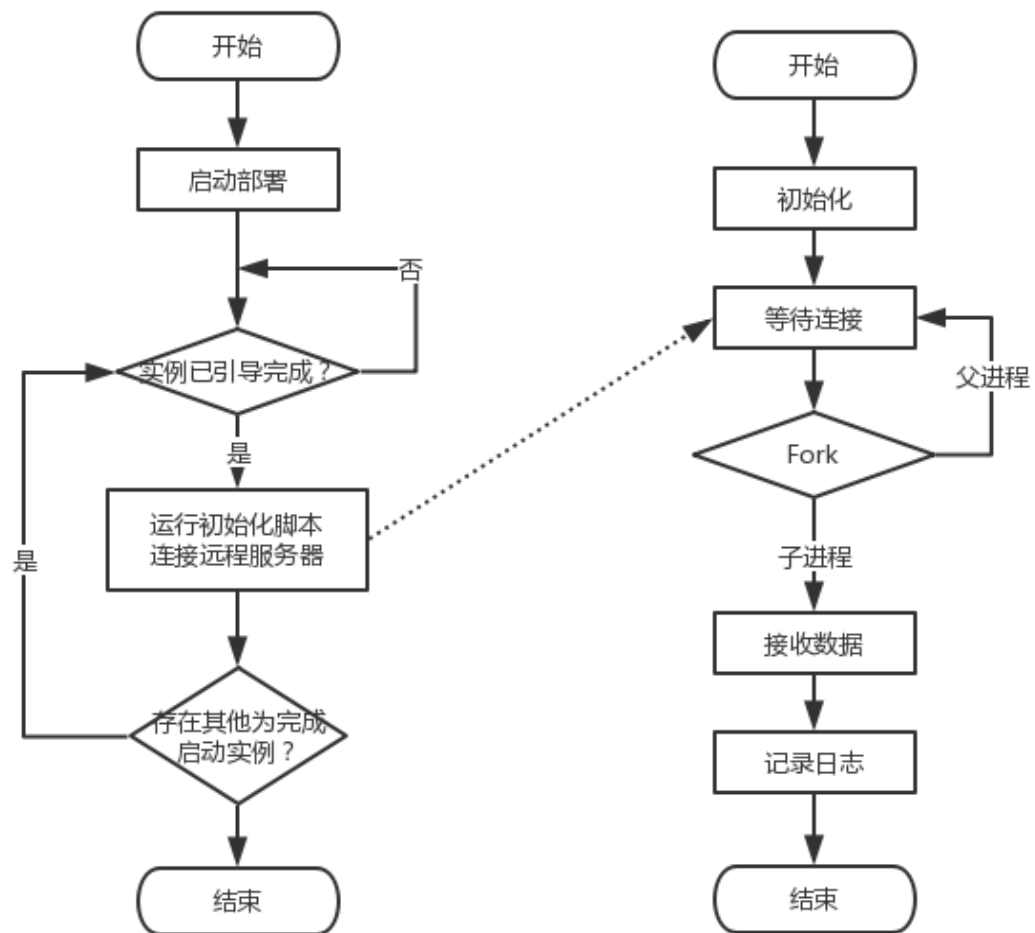 开始
启动部署
否
实例已引导完成？
是
运行初始化脚本
连接远程服务器
是
存在其他为完成
启动实例？
结束
开始
初始化
等待连接
父进程
Fork
子进程
接收数据
记录日志
结束